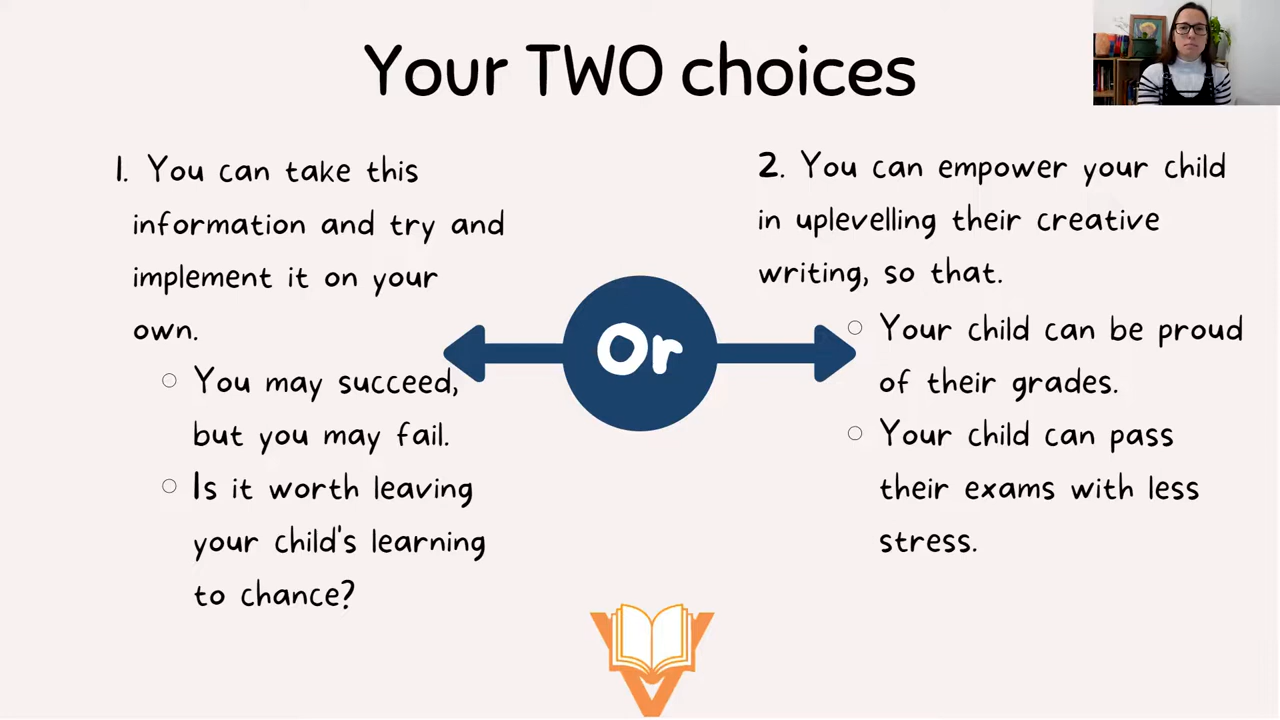 Your TWO choices
1. You can take this
information and try and
implement it on your
own.
You may succeed,
but you may fail.
Is it worth leaving
your child's learning
to chance?
Or
2. You can empower your child
in uplevelling their creative
writing, so that.
Your child can be proud
of their grades.
Your child can pass
their exams with less
stress.